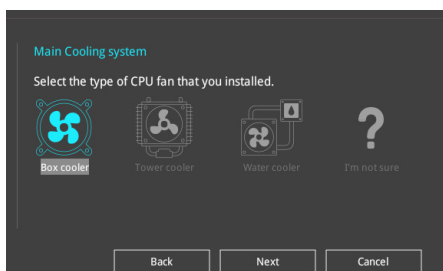 Main Cooling system
Select the type of CPU fan that you installed.
Box cooler Tower cooler Water cooler I'm not sure
Back Next Cancel